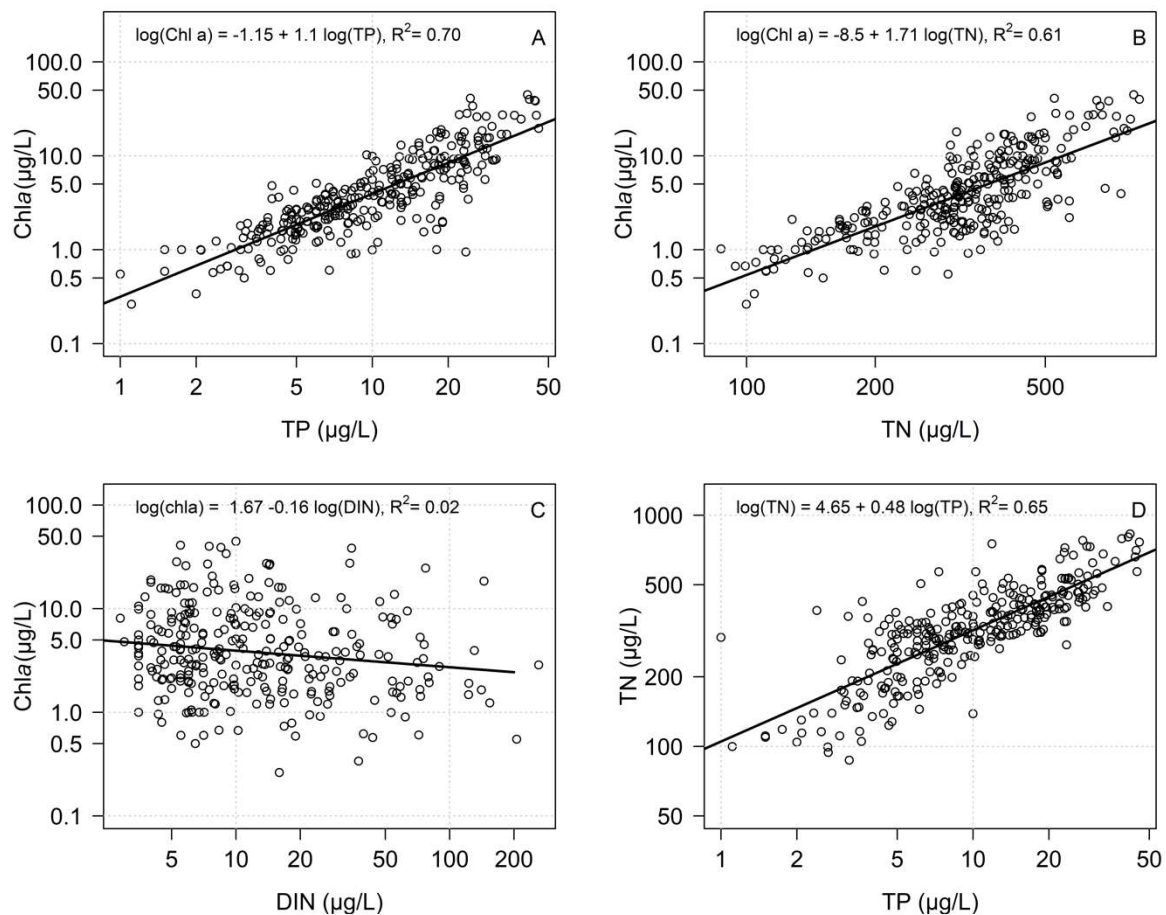 log(Chl a) = -1.15 + 1.1 log(TP), R²= 0.70
A
100.0
50.0
10.0
5.0
1.0
0.5
0.1
Chla(µg/L)
1 2 5 10 20 50
TP (µg/L)
log(Chl a) = -8.5 + 1.71 log(TN), R²= 0.61
B
100.0
50.0
10.0
5.0
1.0
0.5
0.1
Chla(µg/L)
100 200 500
TN (µg/L)
log(chla) = 1.67 -0.16 log(DIN), R²= 0.02
C
100.0
50.0
10.0
5.0
1.0
0.5
0.1
Chla(µg/L)
5 10 20 50 100 200
DIN (µg/L)
log(TN) = 4.65 + 0.48 log(TP), R²= 0.65
D
1000
500
200
100
50
TN (µg/L)
1 2 5 10 20 50
TP (µg/L)